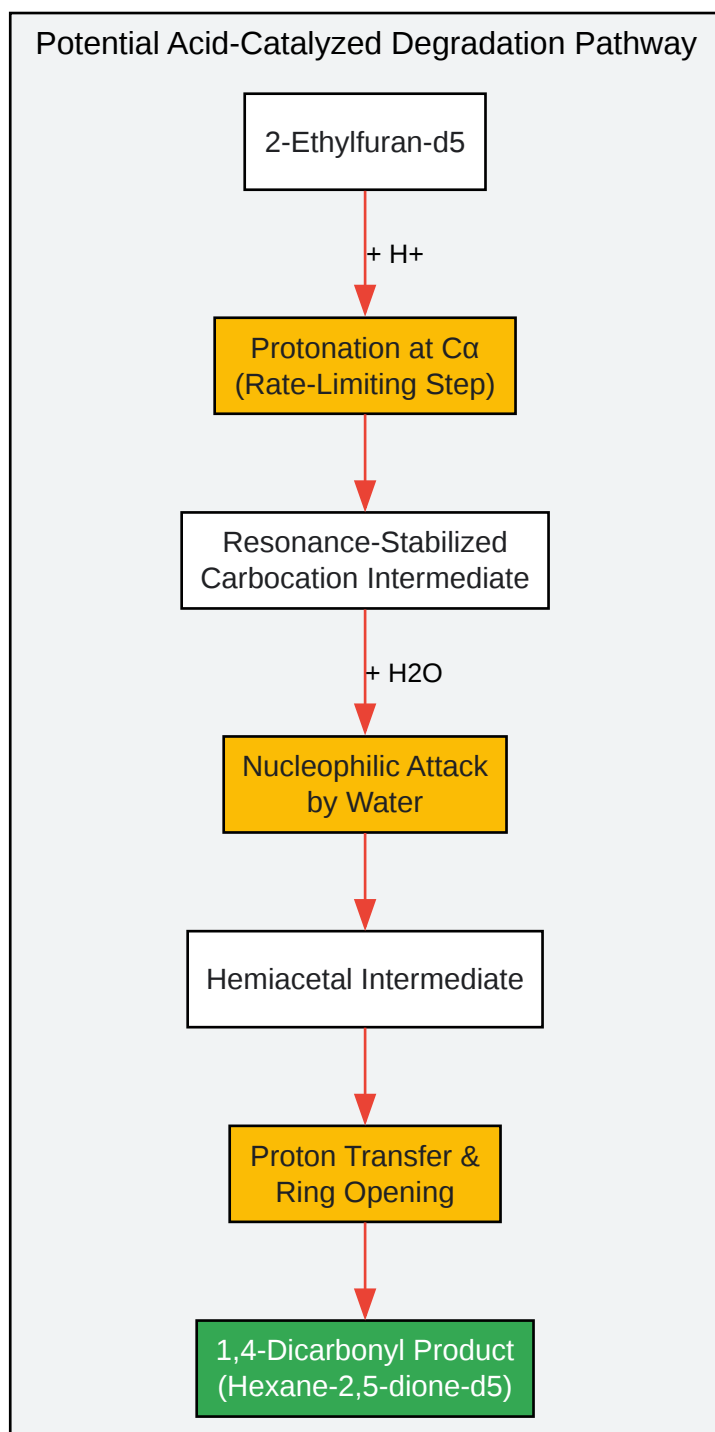 Potential Acid-Catalyzed Degradation Pathway
2-Ethylfuran-d5
+ H+
Protonation at Cα
(Rate-Limiting Step)
Resonance-Stabilized
Carbocation Intermediate
+ H2O
Nucleophilic Attack
by Water
Hemiacetal Intermediate
Proton Transfer &
Ring Opening
1,4-Dicarbonyl Product
(Hexane-2,5-dione-d5)